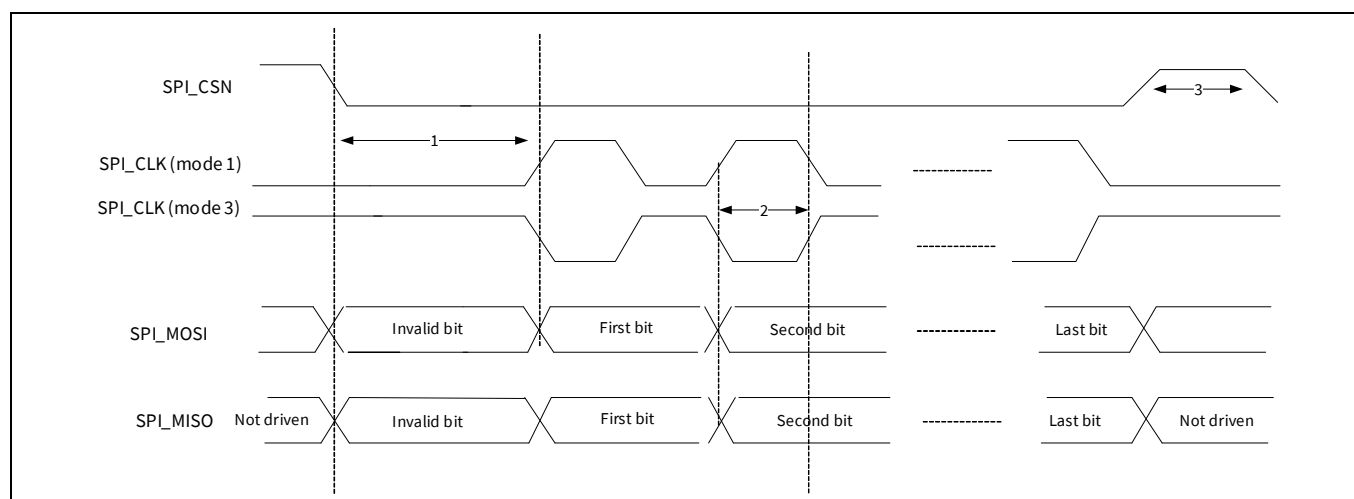 SPI_CSN
3
1
SPI_CLK (mode 1)
SPI_CLK (mode 3)
2
SPI_MOSI Invalid bit First bit Second bit Last bit
SPI_MISO Not driven Invalid bit First bit Second bit Last bit Not driven